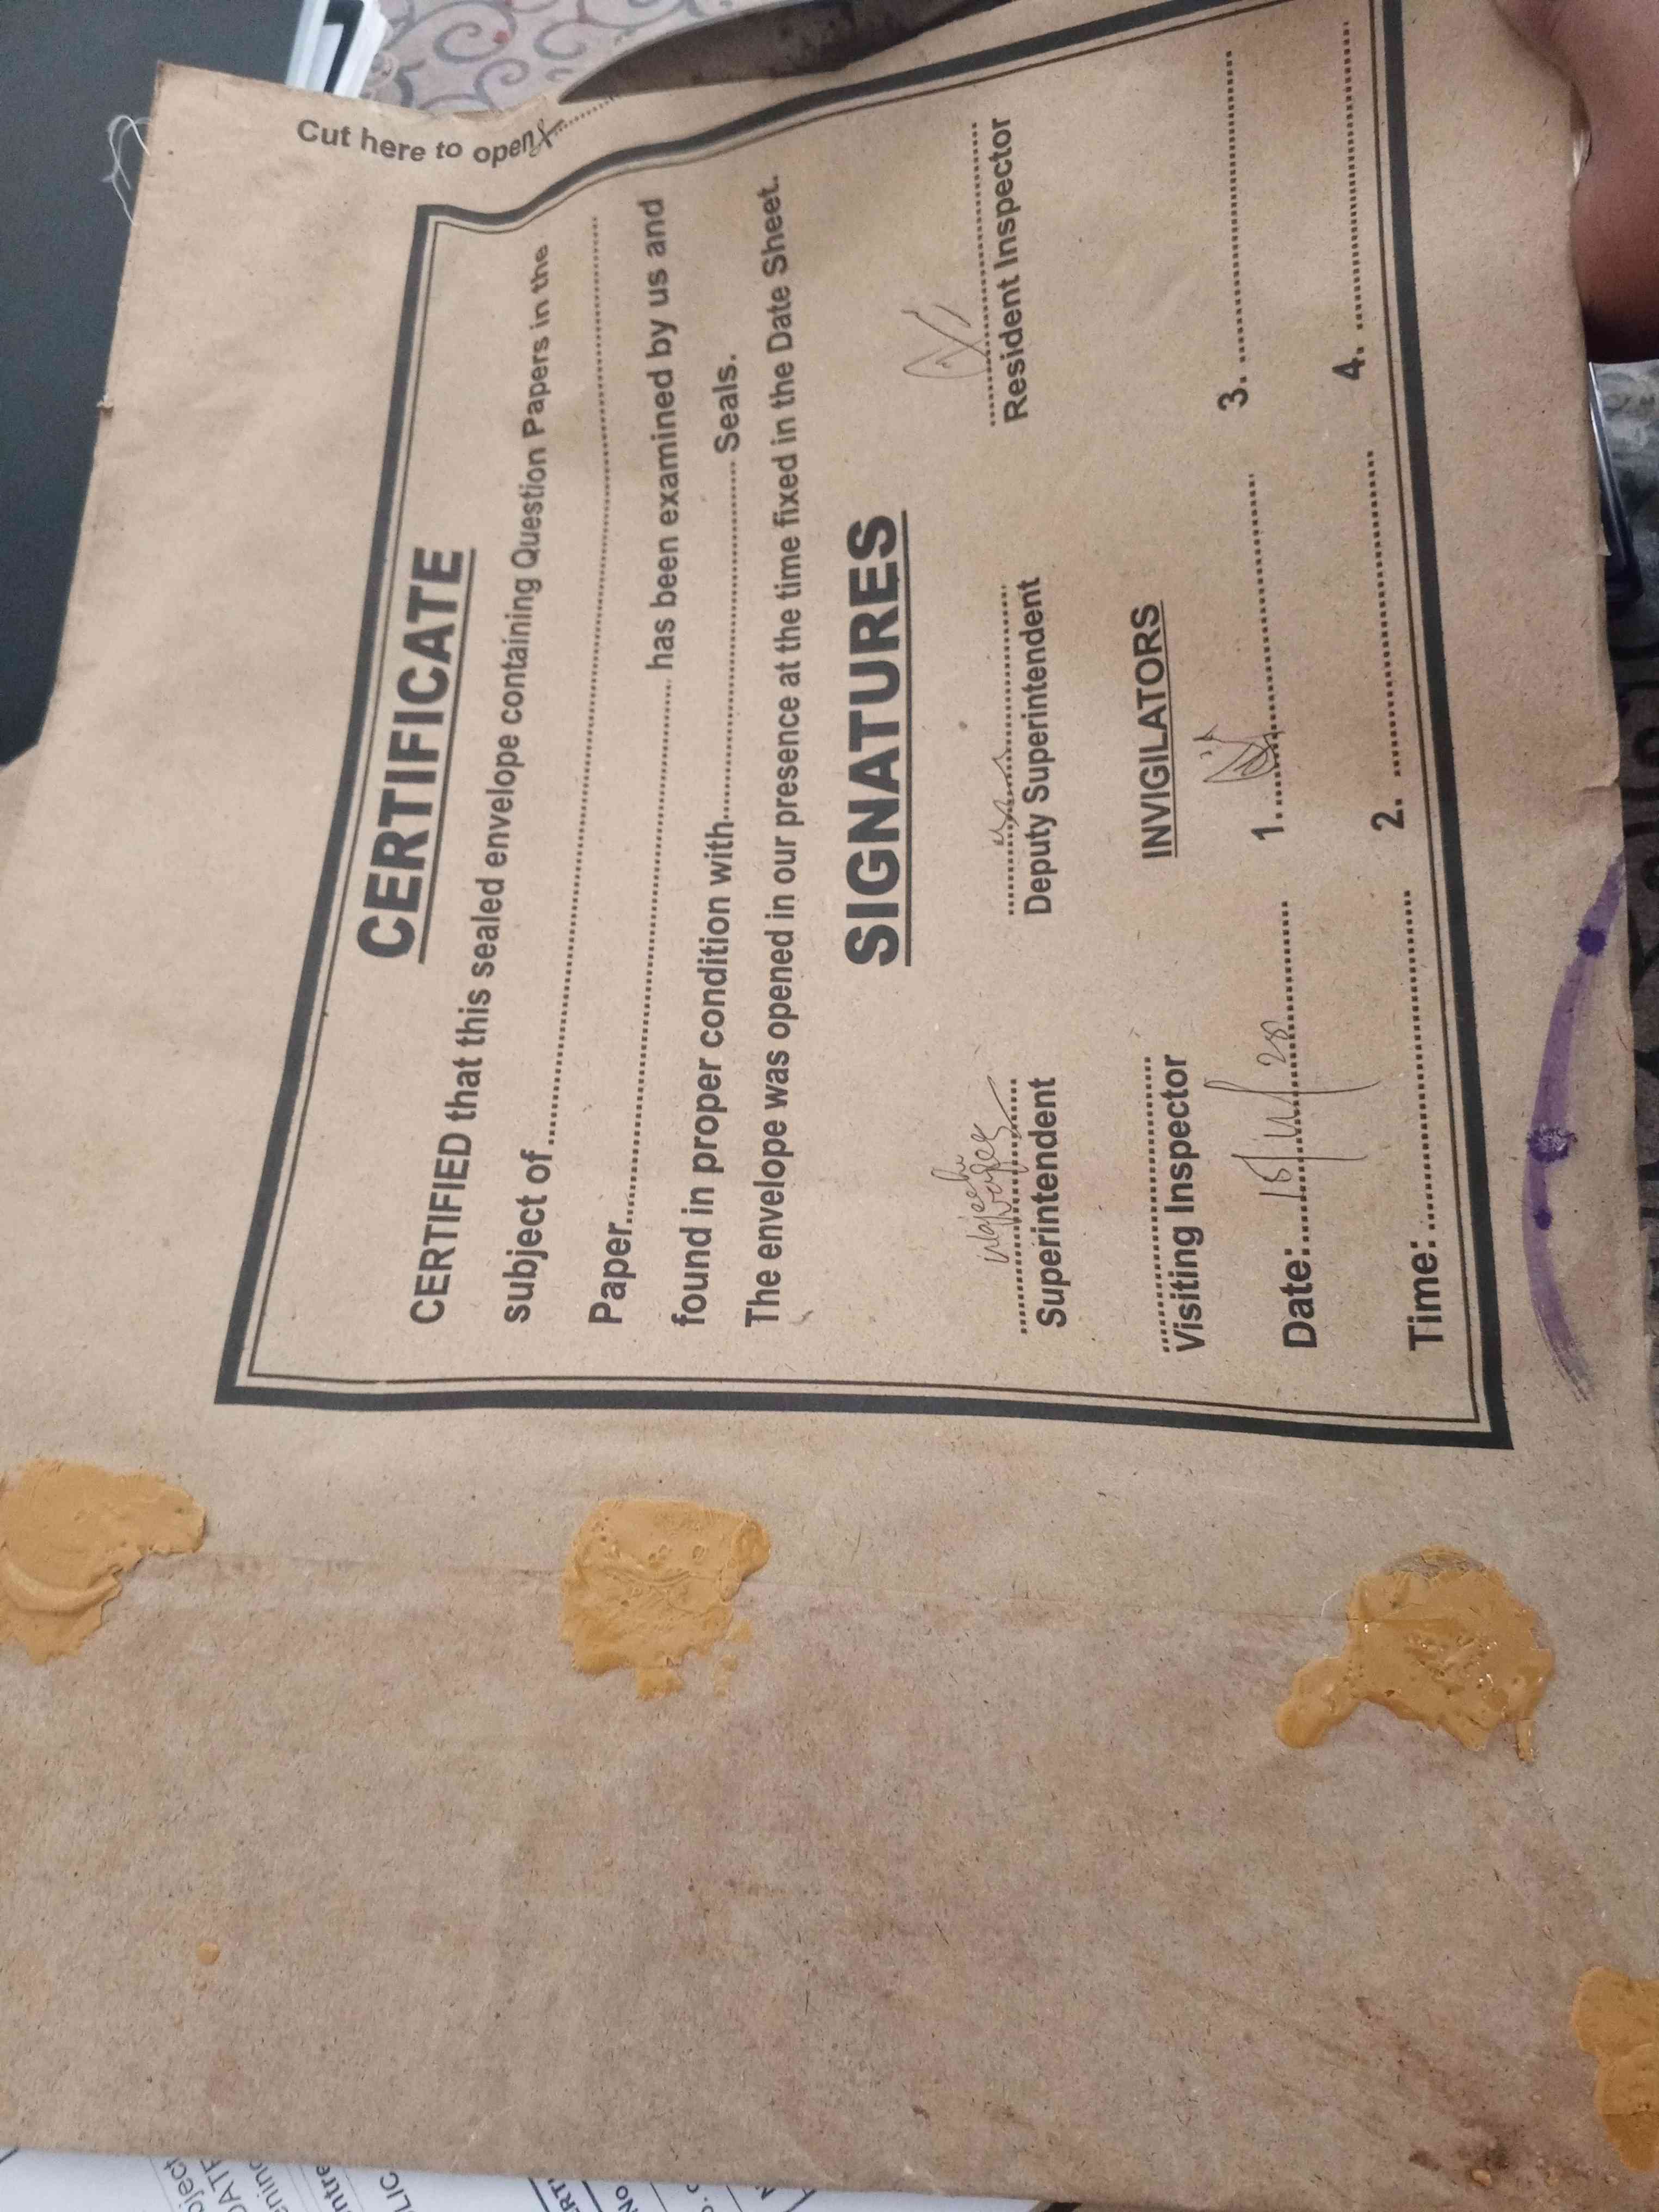 Cut here to open
CERTIFICATE
CERTIFIED that this sealed envelope containing Question Papers in the
subject of
Paper has been examined by us and
found in proper condition with Seals.
The envelope was opened in our presence at the time fixed in the Date Sheet.
SIGNATURES
Superintendent Deputy Superintendent Resident Inspector
Visiting Inspector
INVIGILATORS
Date: 1. 3.
Time: 2. 4.